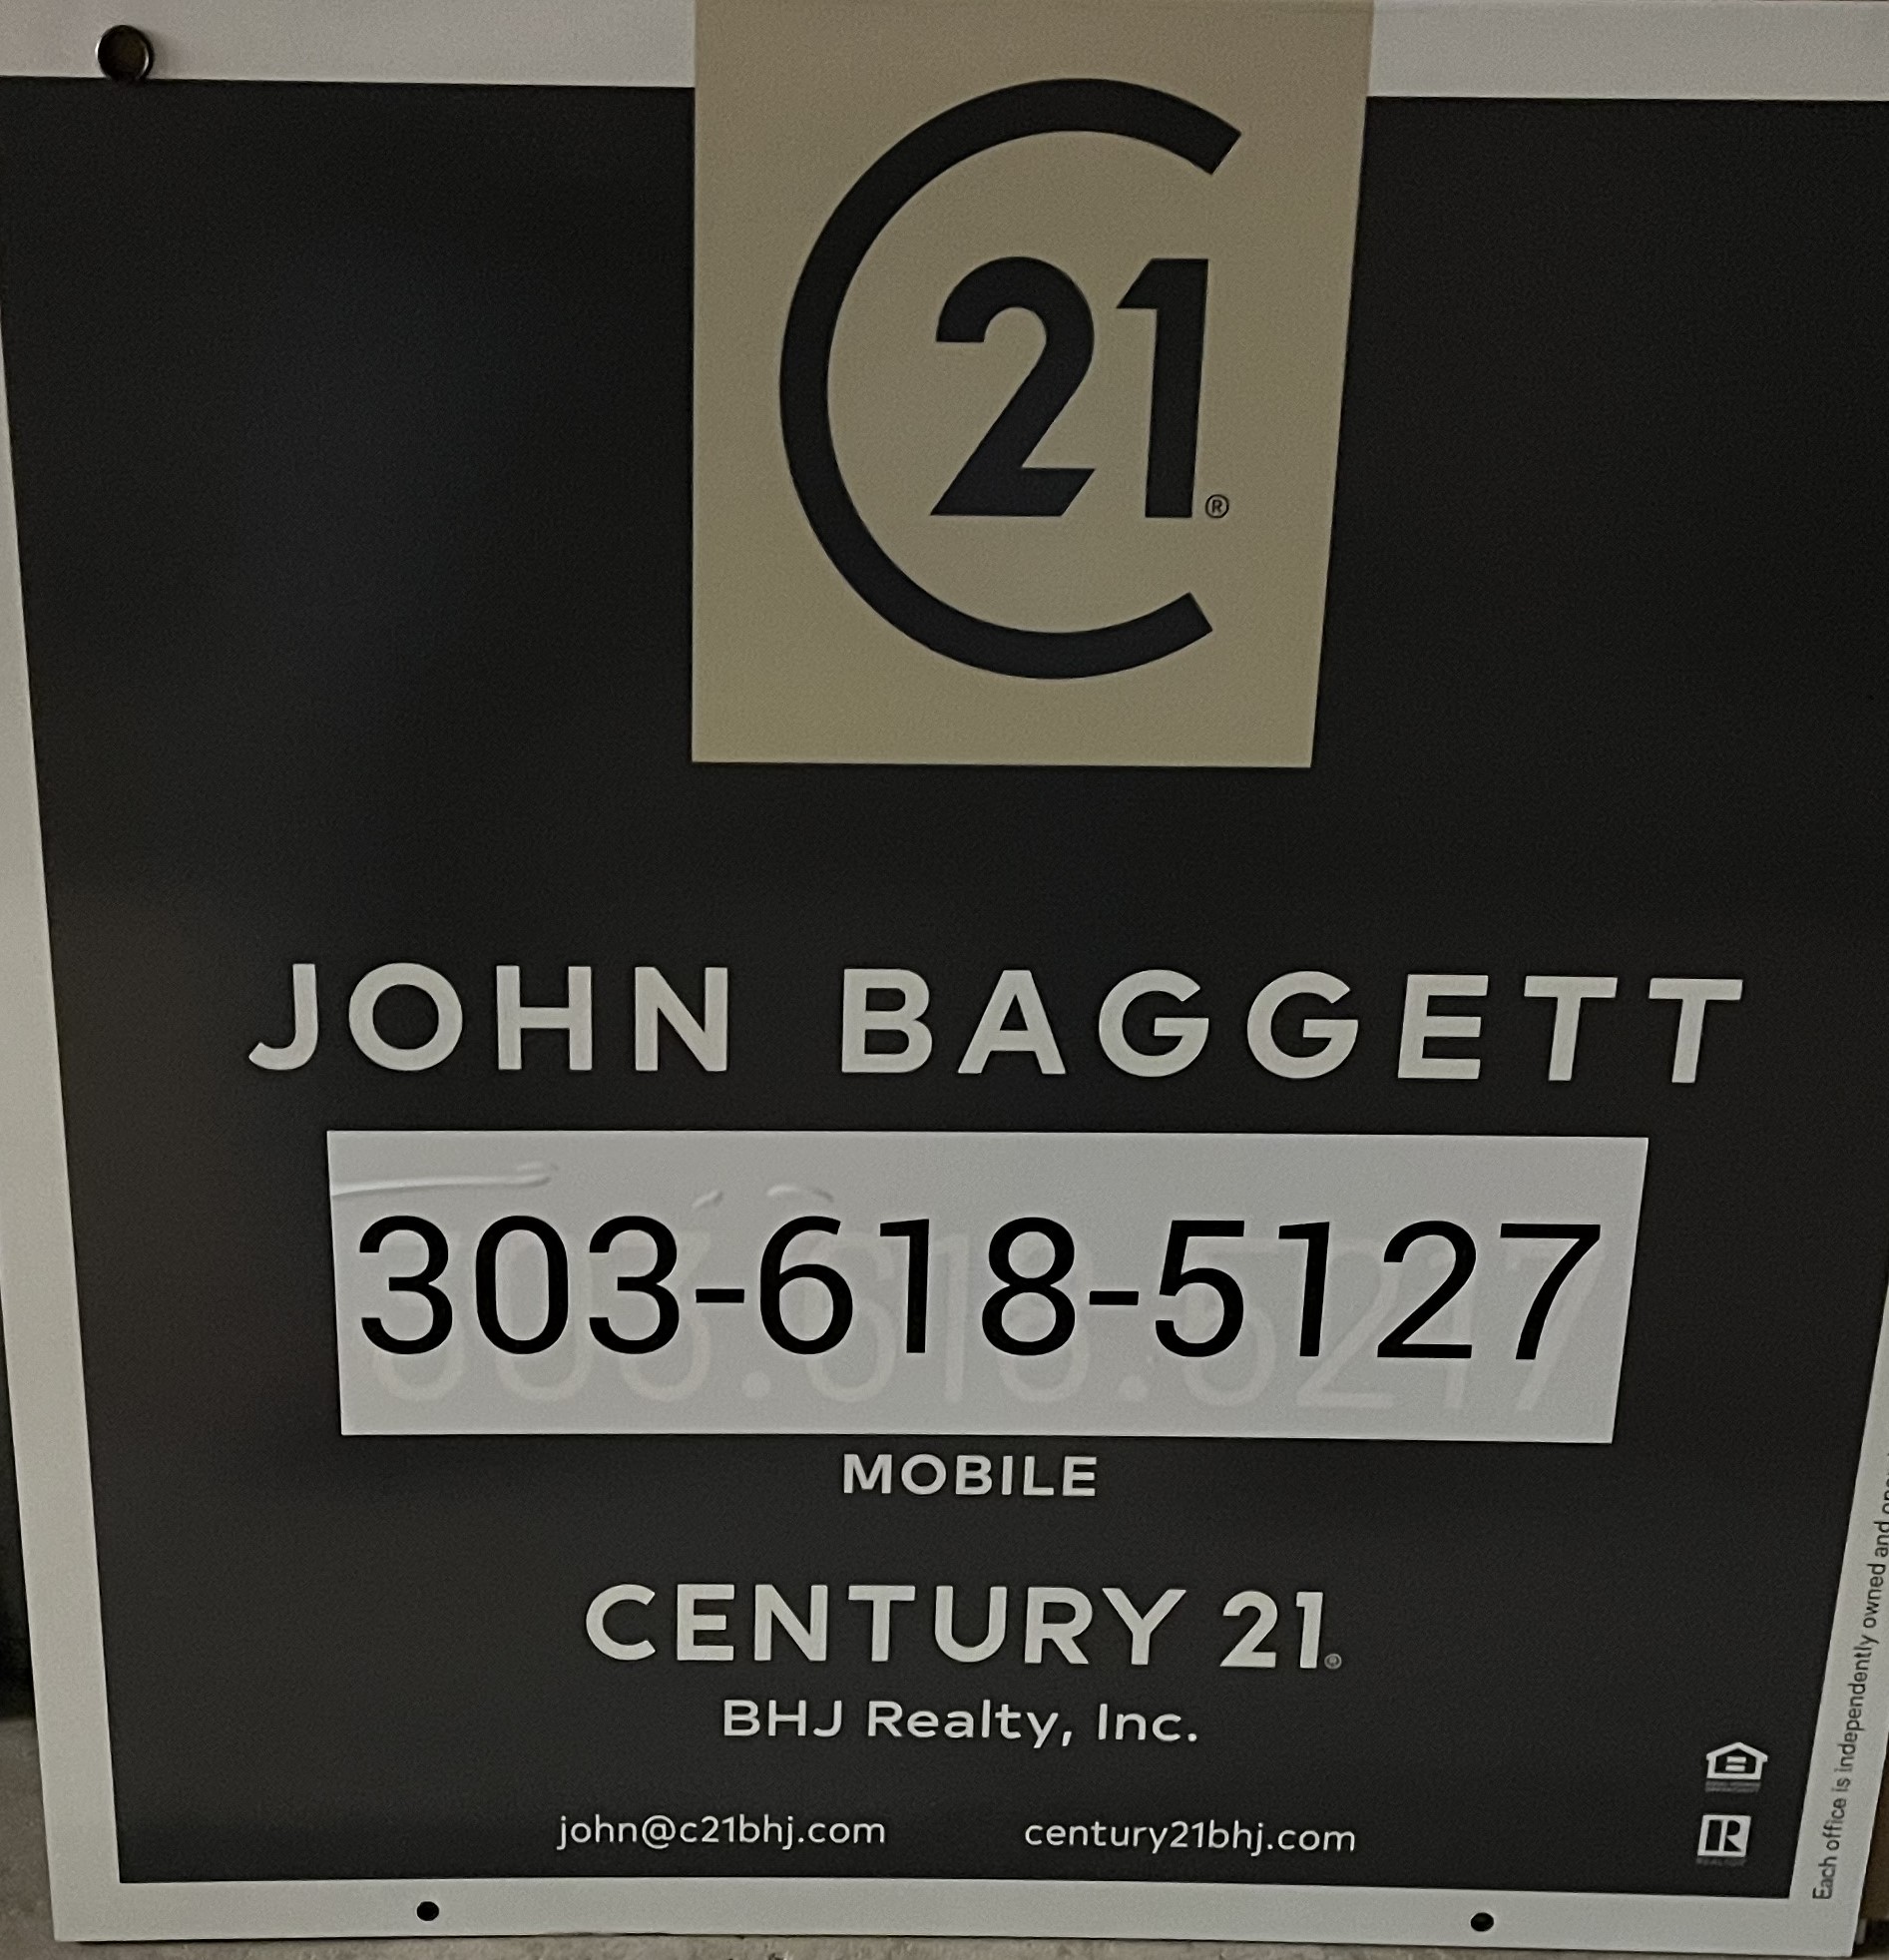 C21®
JOHN BAGGETT
303-618-5127
MOBILE
CENTURY 21®
BHJ Realty, Inc.
john@c21bhj.com century21bhj.com
Each office is independently owned and